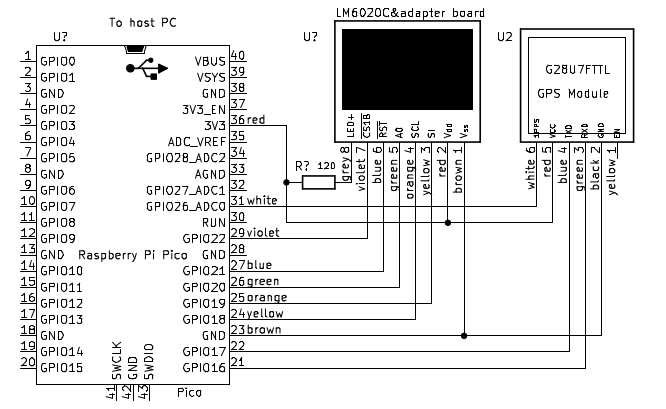 To host PC
U?
1 GPIO0 VBUS 40
2 GPIO1 VSYS 39
3 GND GND 38
4 GPIO2 3V3_EN 37
5 GPIO3 3V3 36 red
6 GPIO4 ADC_VREF 35
7 GPIO5 GPIO28_ADC2 34
8 GND AGND 33
9 GPIO6 GPIO27_ADC1 32
10 GPIO7 GPIO26_ADC0 31 white
11 GPIO8 RUN 30
12 GPIO9 GPIO22 29 violet
13 GND GND 28
Raspberry Pi Pico
14 GPIO10 GPIO21 27 blue
15 GPIO11 GPIO20 26 green
16 GPIO12 GPIO19 25 orange
17 GPIO13 GPIO18 24 yellow
18 GND GND 23 brown
19 GPIO14 GPIO17 22
20 GPIO15 GPIO16 21
41 SWCLK
42 GND
43 SWDIO
Pico
LM6020C&adapter board
U?
LED+ 8 grey
CS1B 7 violet
RST 6 blue
A0 5 green
SCL 4 orange
SI 3 yellow
Vdd 2 red
Vss 1 brown
R? 120
U2
G28U7FTTL
GPS Module
1PPS 6 white
VCC 5 red
TXD 4 blue
RXD 3 green
GND 2 black
EN 1 yellow